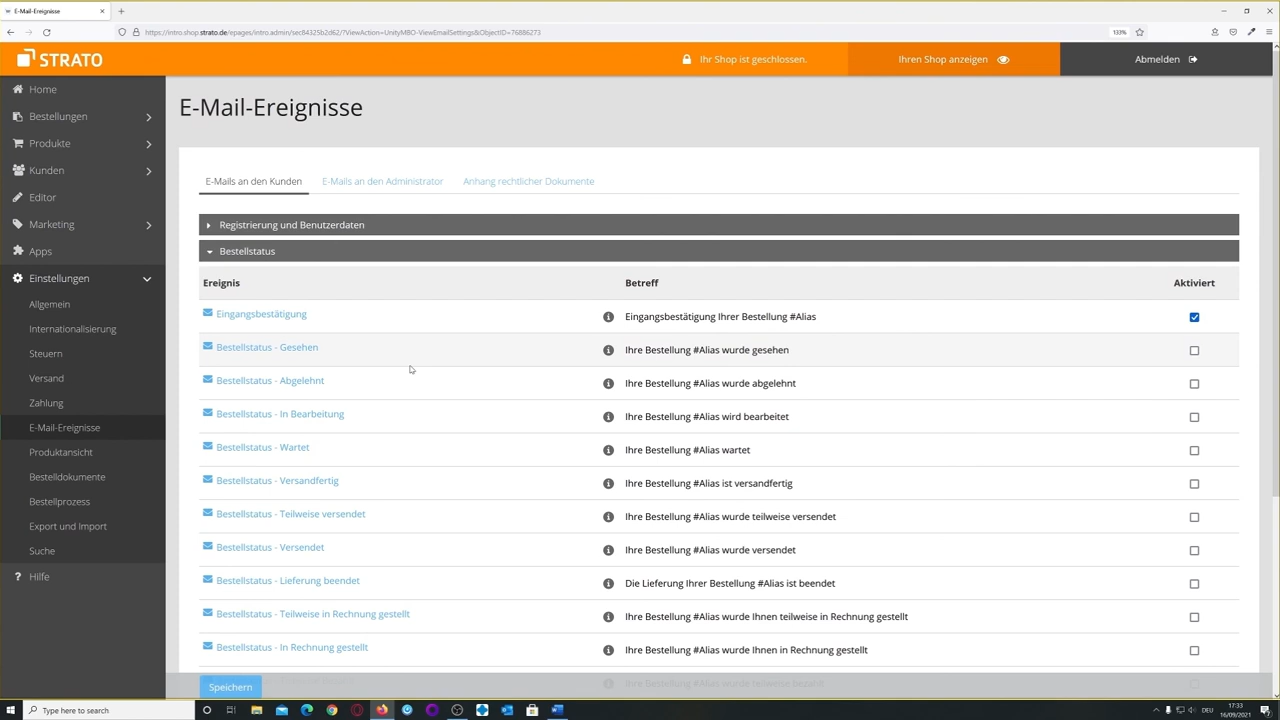 E-Mail-Ereignisse
https://intro.shop.strato.de/epages/intro.admin/sec84325b2d62/?ViewAction=UnityMBO-ViewEmailSettings&ObjectID=76886273
133%
STRATO
Ihr Shop ist geschlossen.
Ihren Shop anzeigen
Abmelden
Home
Bestellungen
Produkte
Kunden
Editor
Marketing
Apps
Einstellungen
Allgemein
Internationalisierung
Steuern
Versand
Zahlung
E-Mail-Ereignisse
Produktansicht
Bestelldokumente
Bestellprozess
Export und Import
Suche
Hilfe
E-Mail-Ereignisse
E-Mails an den Kunden E-Mails an den Administrator Anhang rechtlicher Dokumente
Registrierung und Benutzerdaten
Bestellstatus
Ereignis Betreff Aktiviert
Eingangsbestätigung Eingangsbestätigung Ihrer Bestellung #Alias
Bestellstatus - Gesehen Ihre Bestellung #Alias wurde gesehen
Bestellstatus - Abgelehnt Ihre Bestellung #Alias wurde abgelehnt
Bestellstatus - In Bearbeitung Ihre Bestellung #Alias wird bearbeitet
Bestellstatus - Wartet Ihre Bestellung #Alias wartet
Bestellstatus - Versandfertig Ihre Bestellung #Alias ist versandfertig
Bestellstatus - Teilweise versendet Ihre Bestellung #Alias wurde teilweise versendet
Bestellstatus - Versendet Ihre Bestellung #Alias wurde versendet
Bestellstatus - Lieferung beendet Die Lieferung Ihrer Bestellung #Alias ist beendet
Bestellstatus - Teilweise in Rechnung gestellt Ihre Bestellung #Alias wurde Ihnen teilweise in Rechnung gestellt
Bestellstatus - In Rechnung gestellt Ihre Bestellung #Alias wurde Ihnen in Rechnung gestellt
Ihre Bestellung #Alias wurde teilweise bezahlt
Speichern
Type here to search
DEU
17:33
16/09/2021